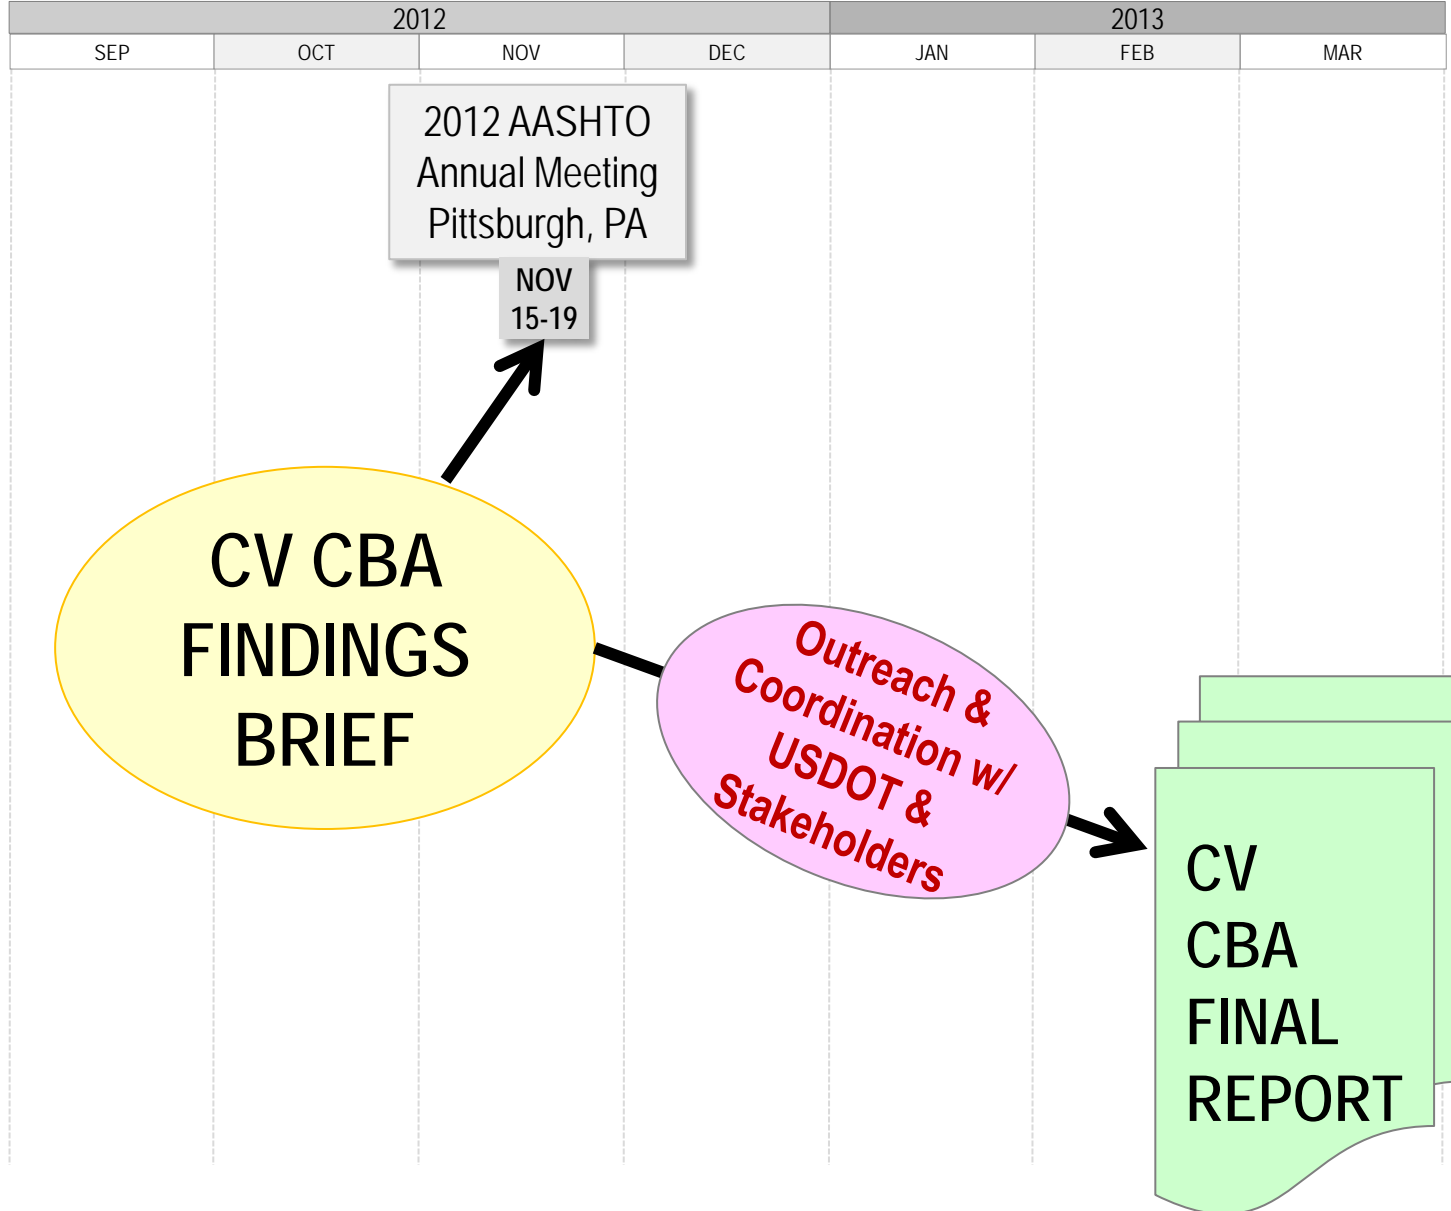 2012
2013
SEP
OCT
NOV
DEC
JAN
FEB
MAR
2012 AASHTO
Annual Meeting
Pittsburgh, PA
NOV
15-19
CV CBA
FINDINGS
BRIEF
Outreach &
Coordination w/
USDOT &
Stakeholders
CV
CBA
FINAL
REPORT